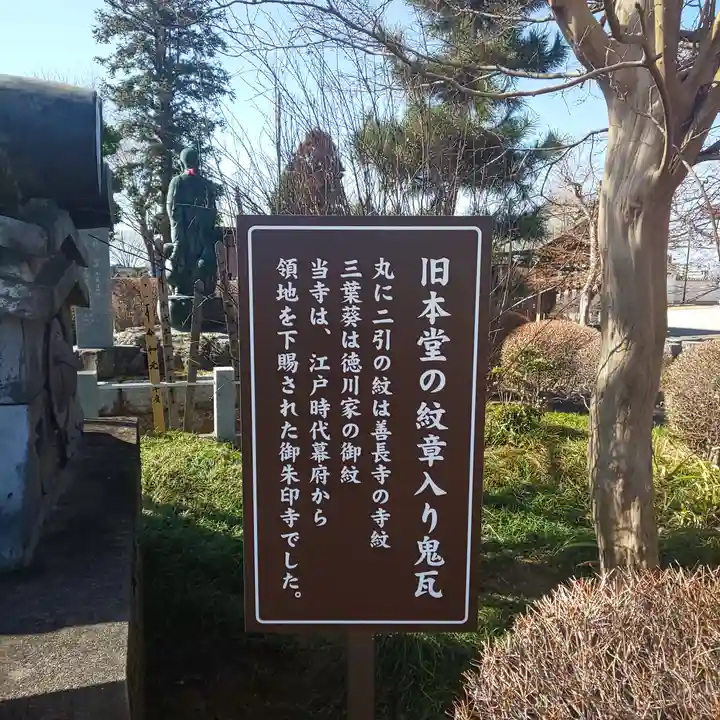 旧本堂の紋章入り鬼瓦
丸に二引の紋は善長寺の寺紋
三葉葵は徳川家の御紋
当寺は、江戸時代幕府から
領地を下賜された御朱印寺でした。